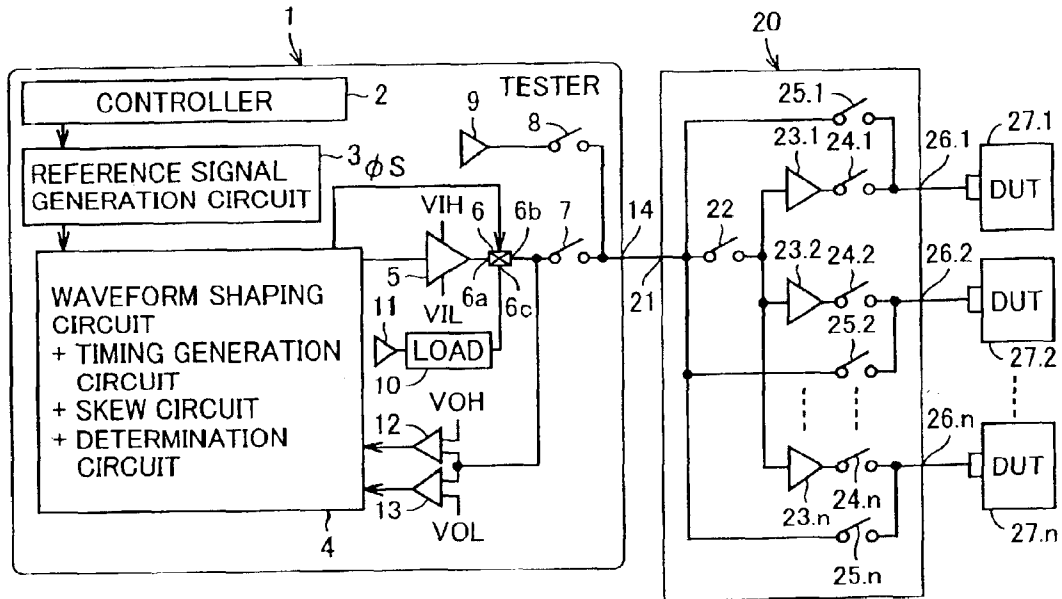 1
20
TESTER
CONTROLLER
2
9
8
25.1
27.1
REFERENCE SIGNAL
GENERATION CIRCUIT
3
φS
23.1
24.1
26.1
DUT
VIH
6
6b
7
14
22
5
6a
6c
21
23.2
24.2
26.2
DUT
WAVEFORM SHAPING
CIRCUIT
+ TIMING GENERATION
CIRCUIT
+ SKEW CIRCUIT
+ DETERMINATION
CIRCUIT
VIL
11
LOAD
10
25.2
27.2
VOH
12
13
VOL
26.n
DUT
23.n
24.n
27.n
4
25.n